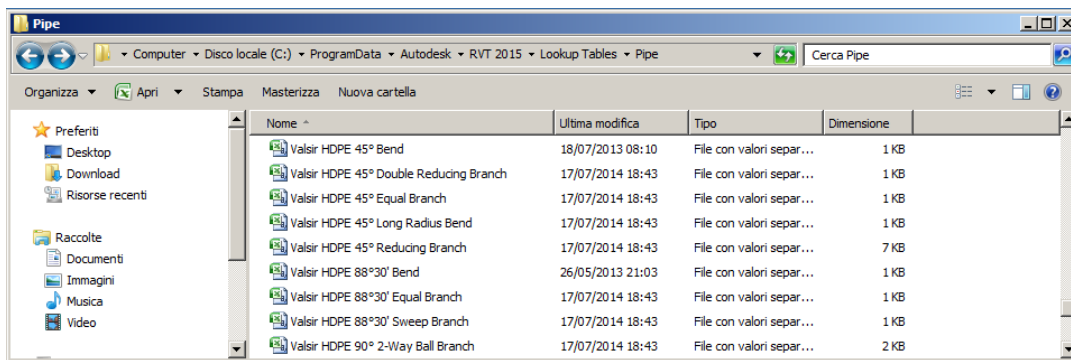 Pipe
Computer Disco locale (C:) ProgramData Autodesk RVT 2015 Lookup Tables Pipe Cerca Pipe
Organizza Apri Stampa Masterizza Nuova cartella
Preferiti
Desktop
Download
Risorse recenti
Raccolte
Documenti
Immagini
Musica
Video
Nome Ultima modifica Tipo Dimensione
Valsir HDPE 45° Bend 18/07/2013 08:10 File con valori separ... 1 KB
Valsir HDPE 45° Double Reducing Branch 17/07/2014 18:43 File con valori separ... 1 KB
Valsir HDPE 45° Equal Branch 17/07/2014 18:43 File con valori separ... 1 KB
Valsir HDPE 45° Long Radius Bend 17/07/2014 18:43 File con valori separ... 1 KB
Valsir HDPE 45° Reducing Branch 17/07/2014 18:43 File con valori separ... 7 KB
Valsir HDPE 88°30' Bend 26/05/2013 21:03 File con valori separ... 1 KB
Valsir HDPE 88°30' Equal Branch 17/07/2014 18:43 File con valori separ... 1 KB
Valsir HDPE 88°30' Sweep Branch 17/07/2014 18:43 File con valori separ... 1 KB
Valsir HDPE 90° 2-Way Ball Branch 17/07/2014 18:43 File con valori separ... 2 KB